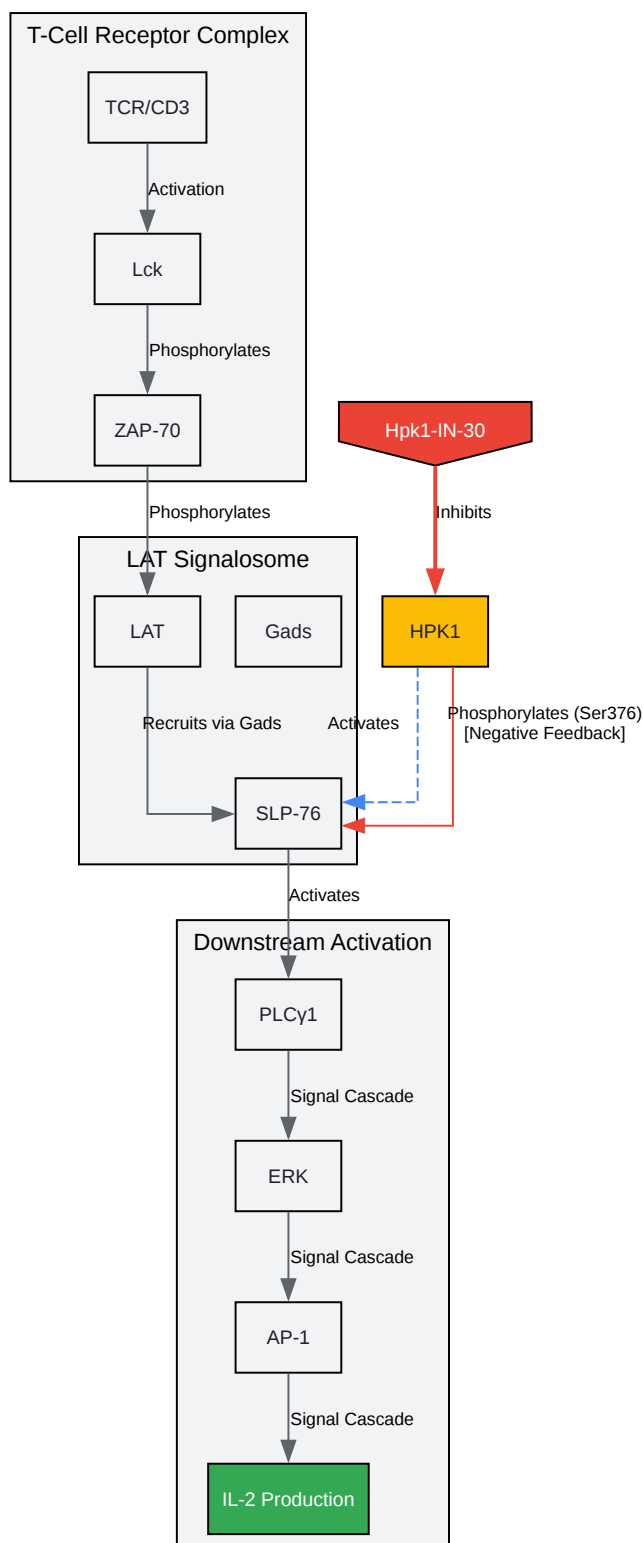 T-Cell Receptor Complex
TCR/CD3
Activation
Lck
Phosphorylates
ZAP-70
Hpk1-IN-30
Phosphorylates
Inhibits
LAT Signalosome
LAT
Gads
HPK1
Recruits via Gads
Activates
Phosphorylates (Ser376)
[Negative Feedback]
SLP-76
Activates
Downstream Activation
PLCγ1
Signal Cascade
ERK
Signal Cascade
AP-1
Signal Cascade
IL-2 Production